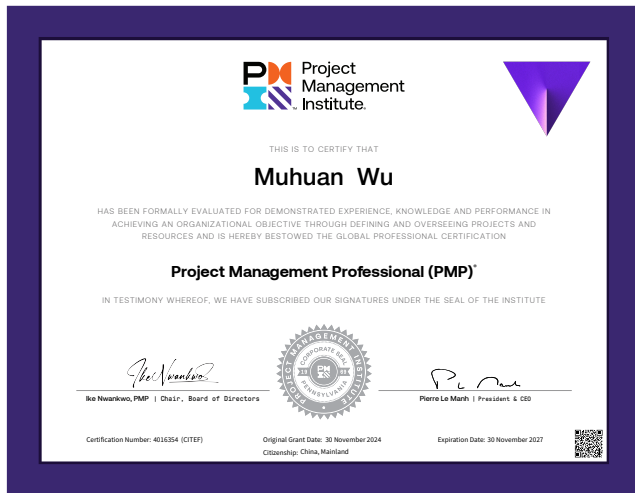 Project
Management
Institute.
THIS IS TO CERTIFY THAT
Muhuan Wu
HAS BEEN FORMALLY EVALUATED FOR DEMONSTRATED EXPERIENCE, KNOWLEDGE AND PERFORMANCE IN
ACHIEVING AN ORGANIZATIONAL OBJECTIVE THROUGH DEFINING AND OVERSEEING PROJECTS AND
RESOURCES AND IS HEREBY BESTOWED THE GLOBAL PROFESSIONAL CERTIFICATION
Project Management Professional (PMP)®
IN TESTIMONY WHEREOF, WE HAVE SUBSCRIBED OUR SIGNATURES UNDER THE SEAL OF THE INSTITUTE
PROJECT MANAGEMENT INSTITUTE
CORPORATE SEAL
PENNSYLVANIA
Ike Nwankwo
Ike Nwankwo, PMP | Chair, Board of Directors
Pierre Le Manh | President & CEO
Certification Number: 4016354 (CITEF)
Original Grant Date: 30 November 2024
Expiration Date: 30 November 2027
Citizenship: China, Mainland